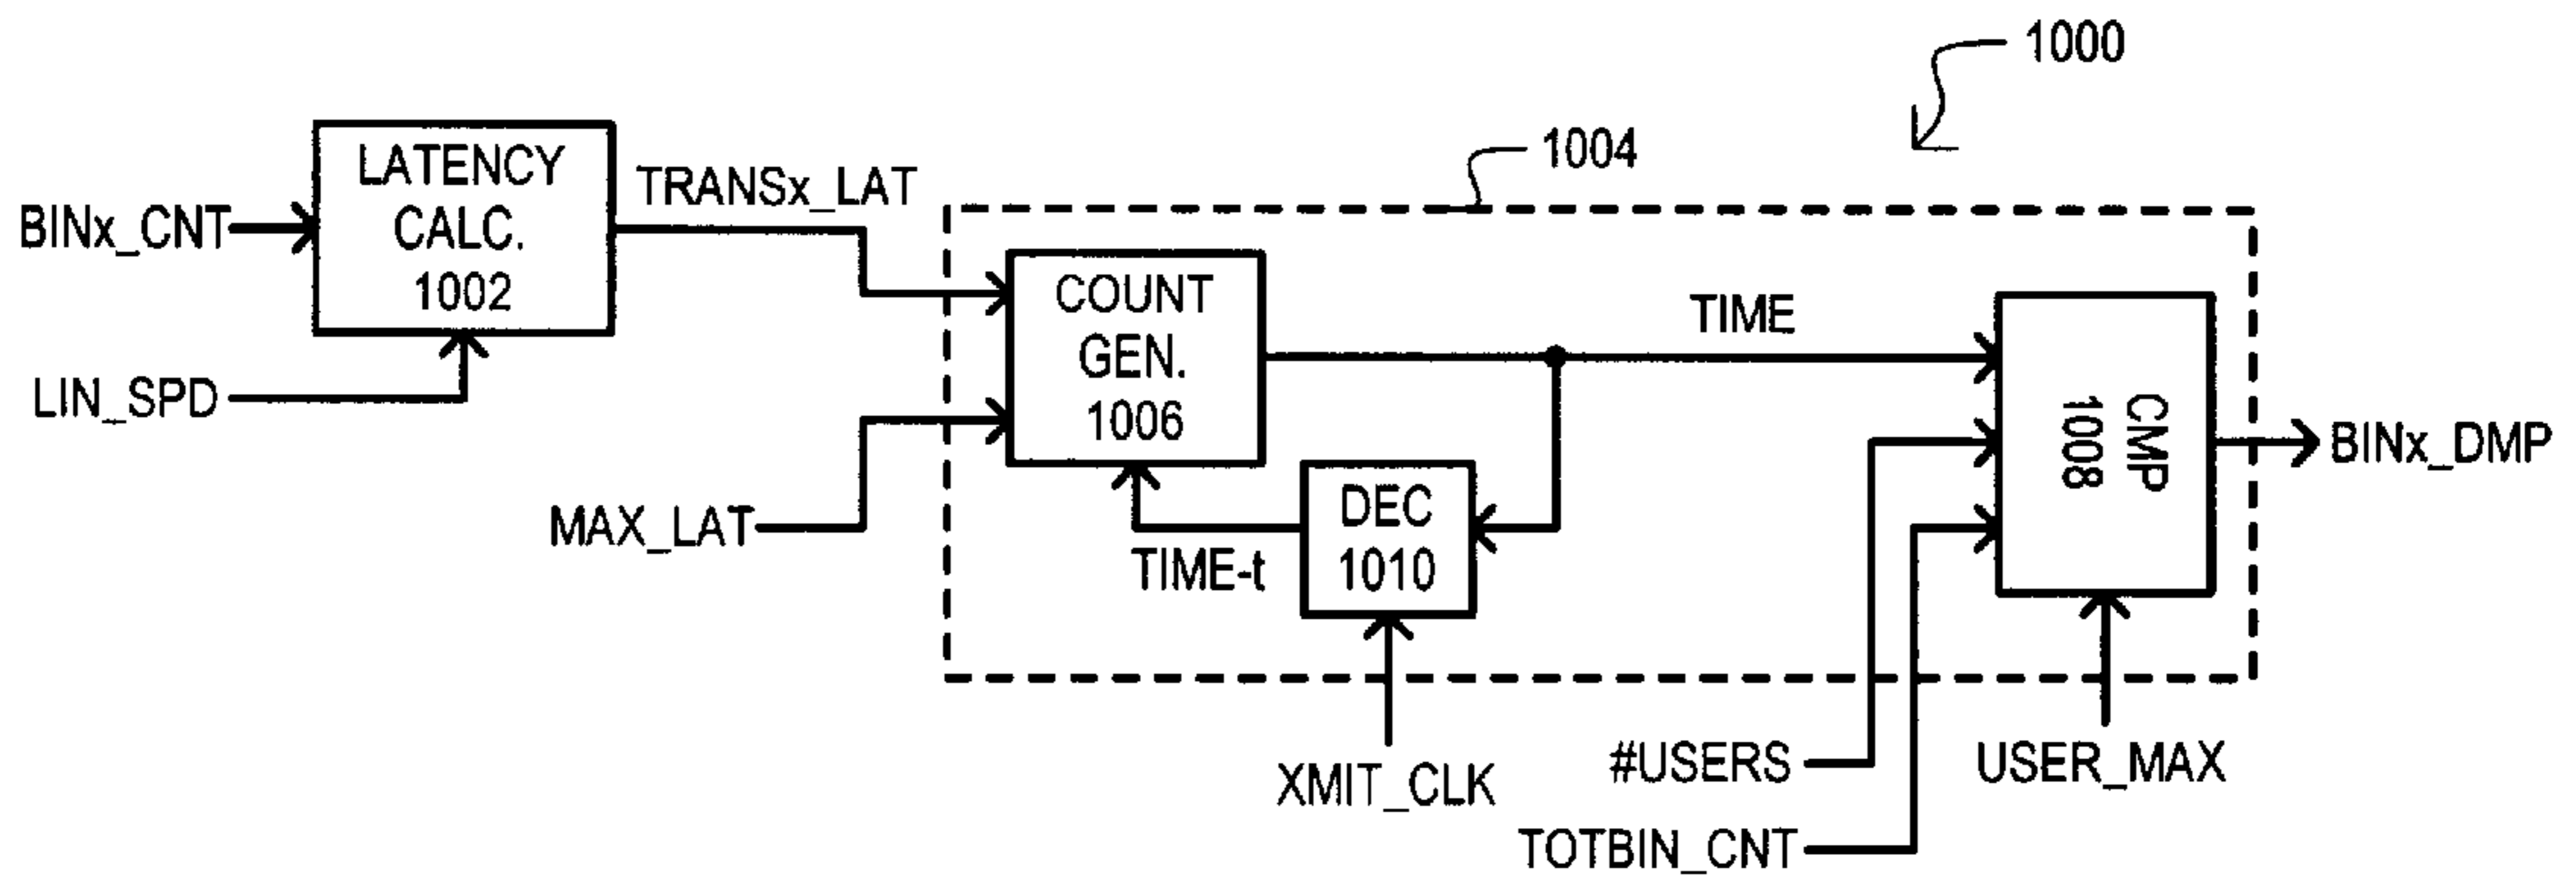 1000
1004
LATENCY
CALC.
1002
TRANSx_LAT
BINx_CNT
LIN_SPD
COUNT
GEN.
1006
TIME
CMP
1008
BINx_DMP
MAX_LAT
DEC
1010
TIME-t
XMIT_CLK
#USERS
USER_MAX
TOTBIN_CNT